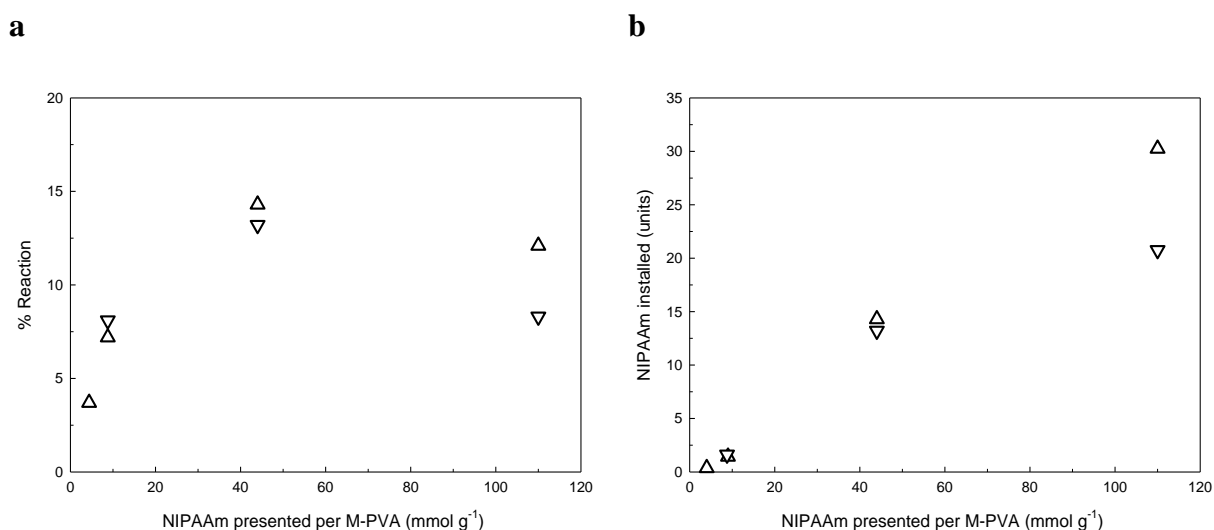 a
b
20
15
10
5
0
% Reaction
0 20 40 60 80 100 120
NIPAAm presented per M-PVA (mmol g⁻¹)
35
30
25
20
15
10
5
0
NIPAAm installed (units)
0 20 40 60 80 100 120
NIPAAm presented per M-PVA (mmol g⁻¹)